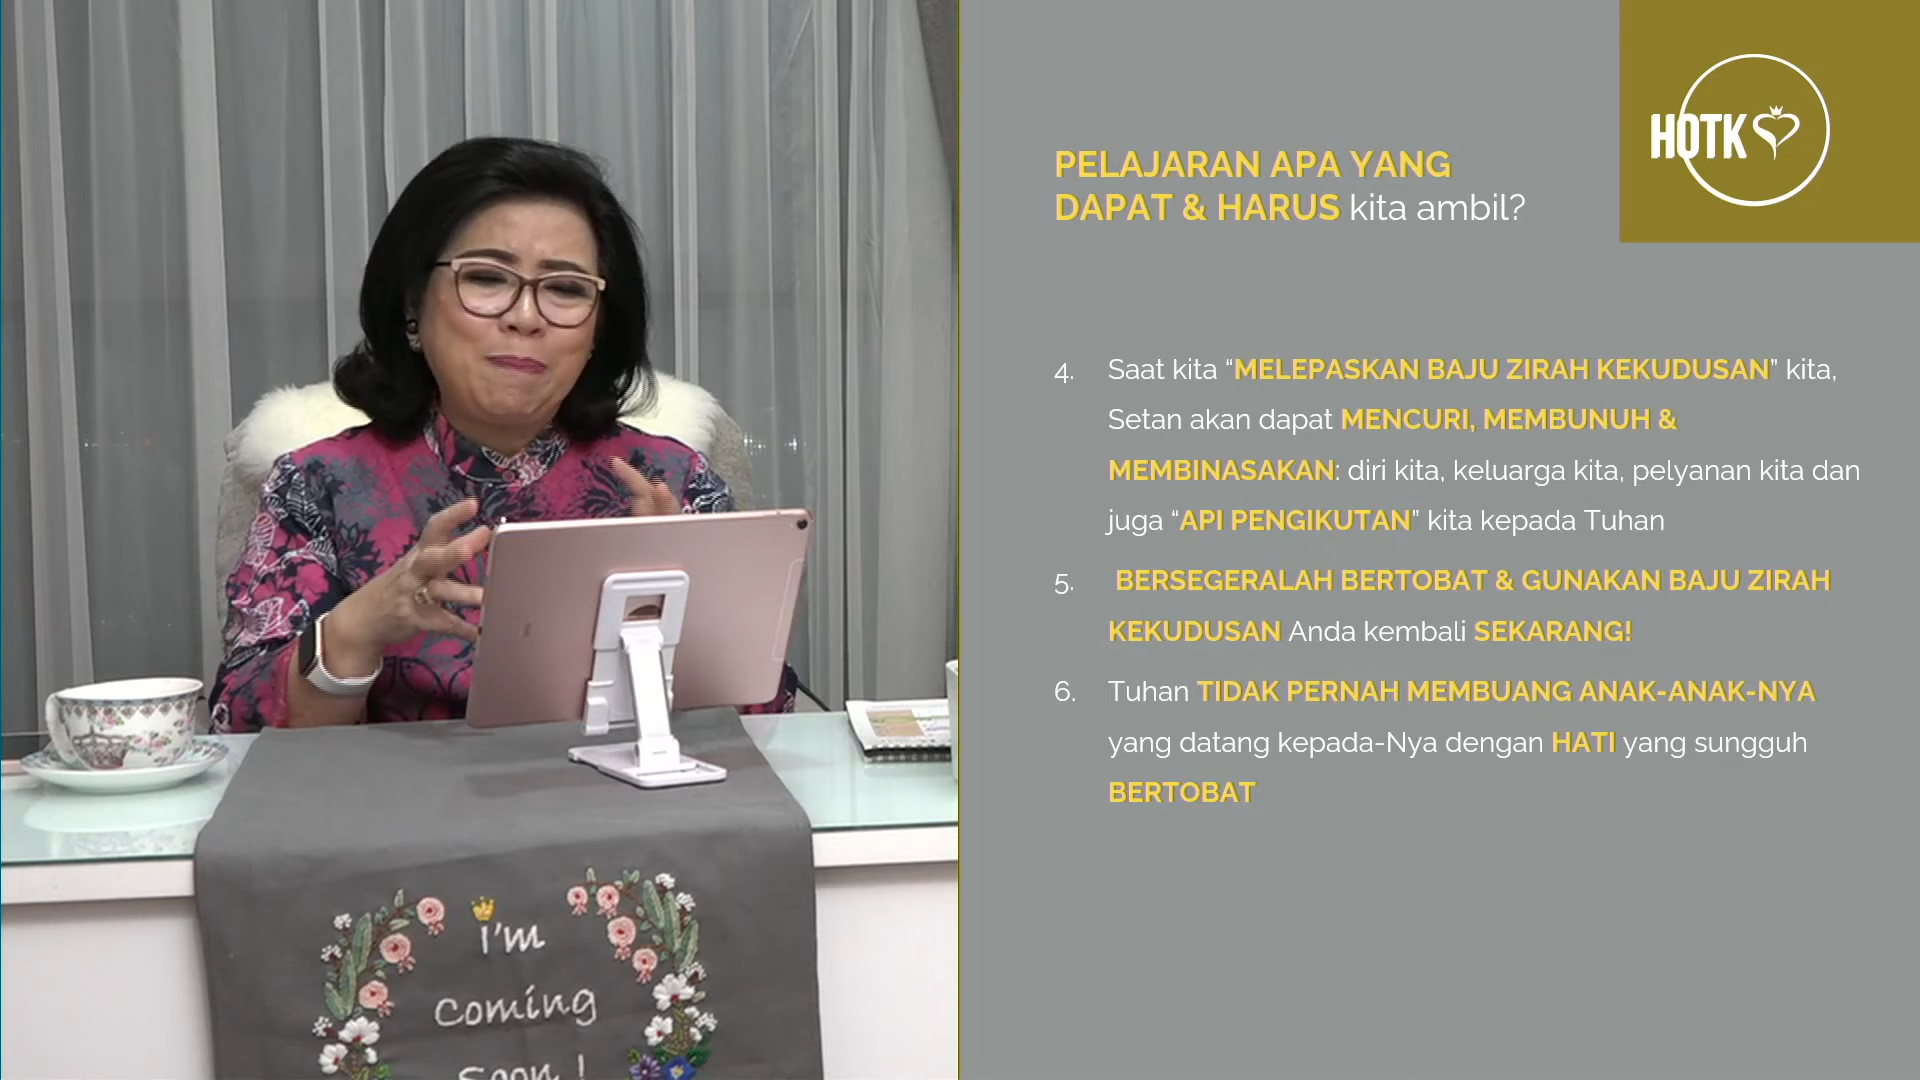 HOTK
PELAJARAN APA YANG
DAPAT & HARUS kita ambil?
4. Saat kita “MELEPASKAN BAJU ZIRAH KEKUDUSAN” kita,
Setan akan dapat MENCURI, MEMBUNUH &
MEMBINASAKAN: diri kita, keluarga kita, pelyanan kita dan
juga “API PENGIKUTAN” kita kepada Tuhan
5. BERSEGERALAH BERTOBAT & GUNAKAN BAJU ZIRAH
KEKUDUSAN Anda kembali SEKARANG!
6. Tuhan TIDAK PERNAH MEMBUANG ANAK-ANAK-NYA
yang datang kepada-Nya dengan HATI yang sungguh
BERTOBAT
I'm
Coming
Soon!